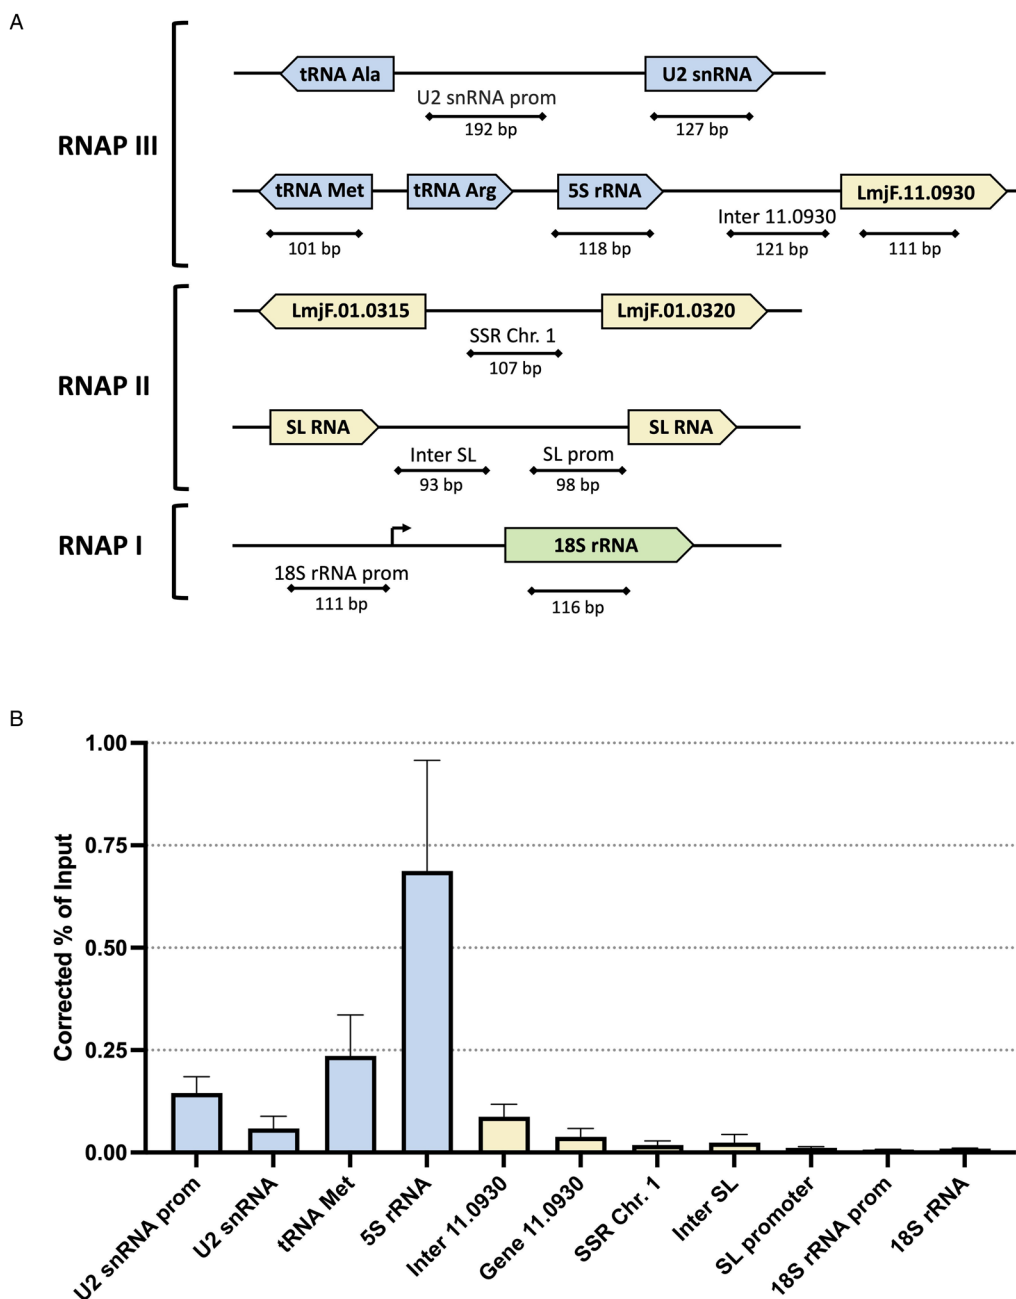 A
RNAP III
tRNA Ala
U2 snRNA
U2 snRNA prom
192 bp
127 bp
tRNA Met
tRNA Arg
5S rRNA
LmjF.11.0930
Inter 11.0930
101 bp
118 bp
121 bp
111 bp
RNAP II
LmjF.01.0315
LmjF.01.0320
SSR Chr. 1
107 bp
SL RNA
SL RNA
Inter SL
SL prom
93 bp
98 bp
RNAP I
18S rRNA
18S rRNA prom
111 bp
116 bp
B
Corrected % of Input
1.00
0.75
0.50
0.25
0.00
U2 snRNA prom
U2 snRNA
tRNA Met
5S rRNA
Inter 11.0930
Gene 11.0930
SSR Chr. 1
Inter SL
SL promoter
18S rRNA prom
18S rRNA